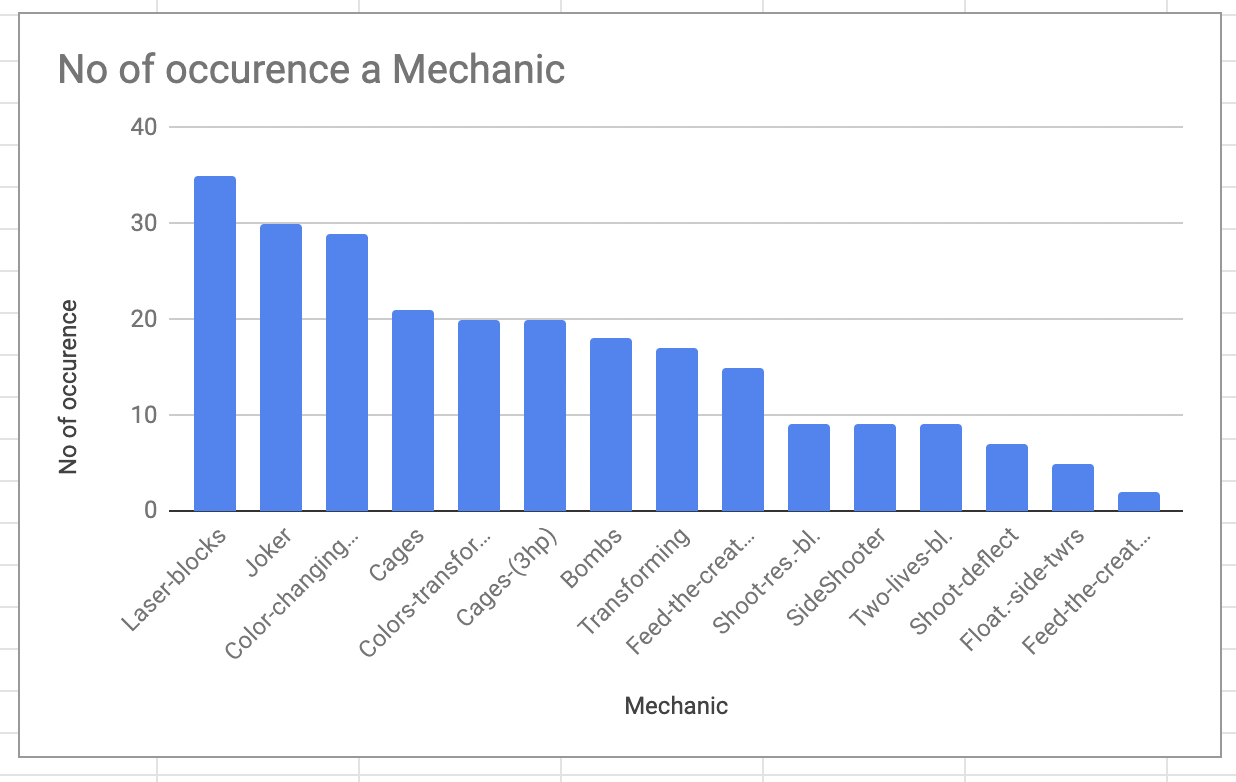 No of occurence a Mechanic
40
30
20
10
0
No of occurence
Laser-blocks
Joker
Color-changing...
Cages
Colors-transfor...
Cages-(3hp)
Bombs
Transforming
Feed-the-creat...
Shoot-res.-bl.
SideShooter
Two-lives-bl.
Shoot-deflect
Float.-side-twrs
Feed-the-creat...
Mechanic